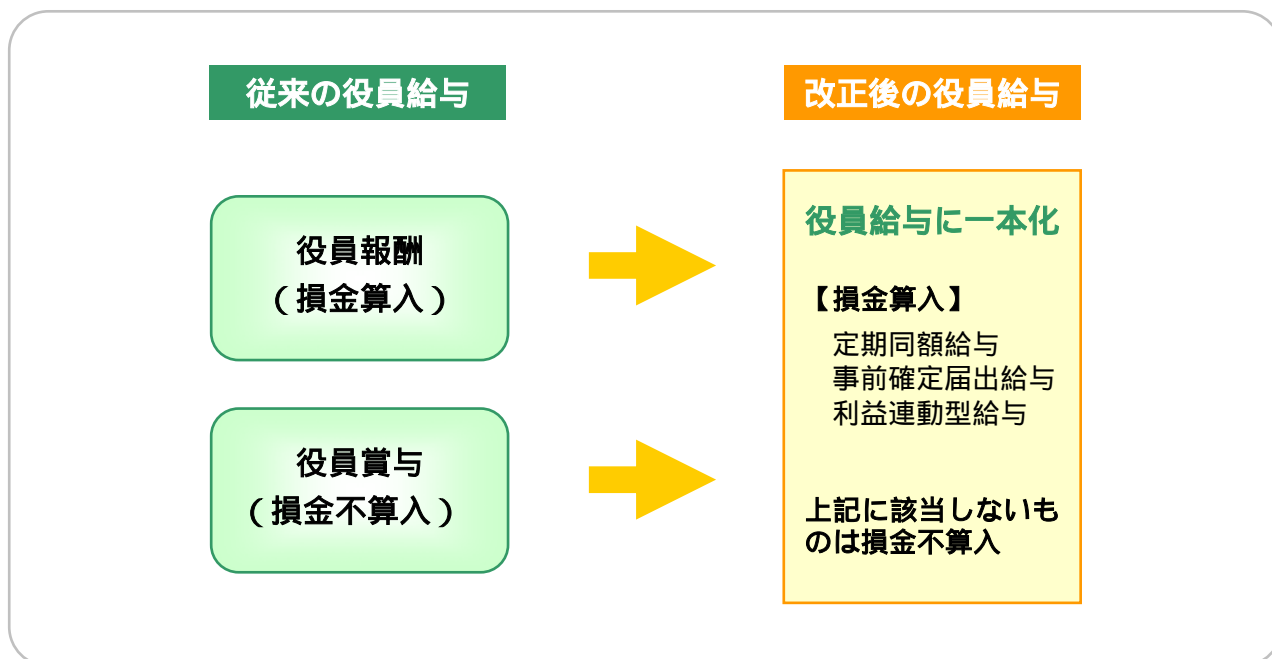 従来の役員給与
改正後の役員給与
役員報酬
（損金算入）
役員賞与
（損金不算入）
役員給与に一本化
【損金算入】
定期同額給与
事前確定届出給与
利益連動型給与
上記に該当しないも
のは損金不算入